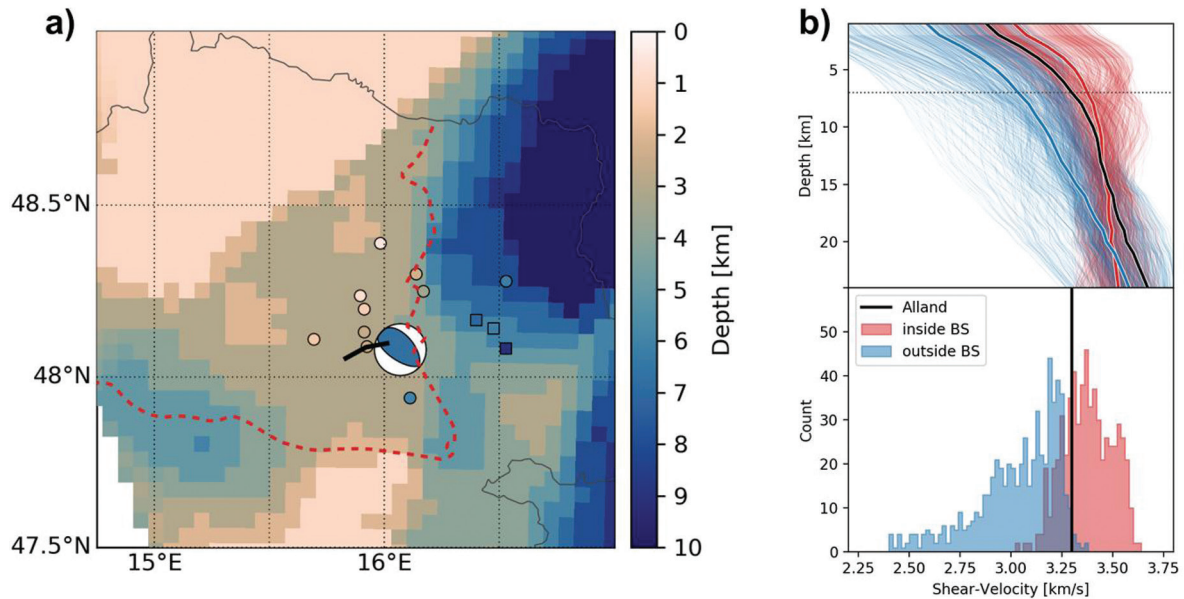 a)
48.5°N
48°N
47.5°N
15°E
16°E
0
1
2
3
4
5
6
7
8
9
10
Depth [km]
b)
5
10
15
20
Depth [km]
Alland
inside BS
outside BS
50
40
30
20
10
0
Count
2.25 2.50 2.75 3.00 3.25 3.50 3.75
Shear-Velocity [km/s]